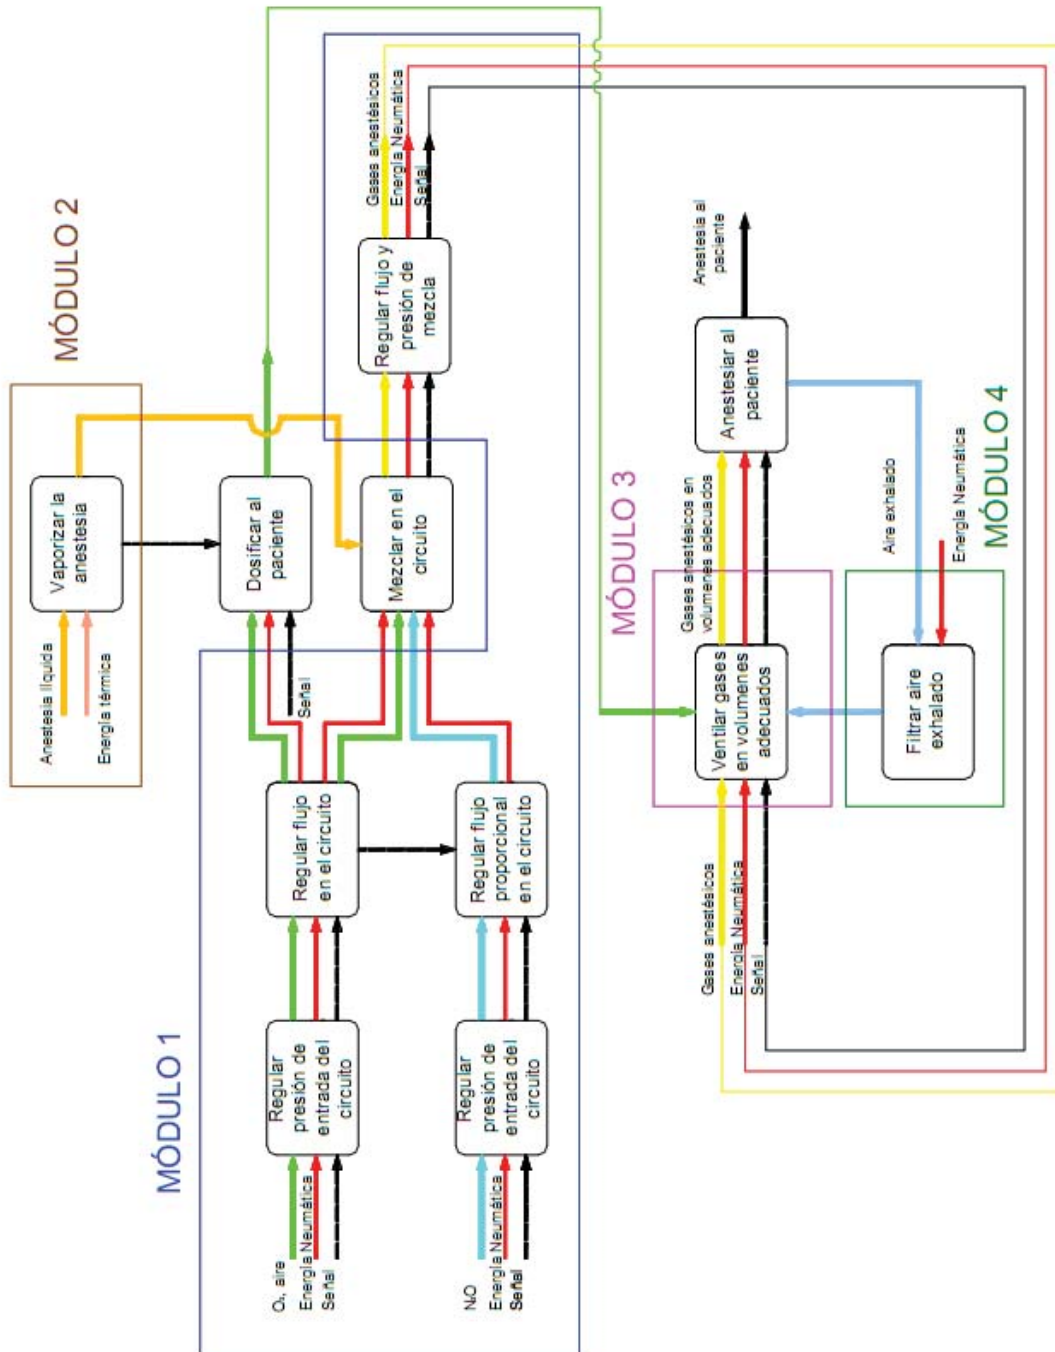 MÓDULO 1
O₂, aire
Energía Neumática
Señal
Regular
presión de
entrada del
circuito
Regular flujo
en el circuito
N₂O
Energía Neumática
Señal
Regular
presión de
entrada del
circuito
Regular flujo
proporcional
en el circuito
MÓDULO 2
Anestesia líquida
Energía térmica
Vaporizar la
anestesia
Señal
Dosificar al
paciente
Mezclar en el
circuito
Regular flujo y
presión de
mezcla
Gases anestésicos
Energía Neumática
Señal
Gases anestésicos
Energía Neumática
Señal
MÓDULO 3
Ventilar gases
en volumenes
adecuados
Gases anestésicos en
volumenes adecuados
Anestesiar al
paciente
Anestesia al
paciente
Filtrar aire
exhalado
Aire exhalado
Energía Neumática
MÓDULO 4